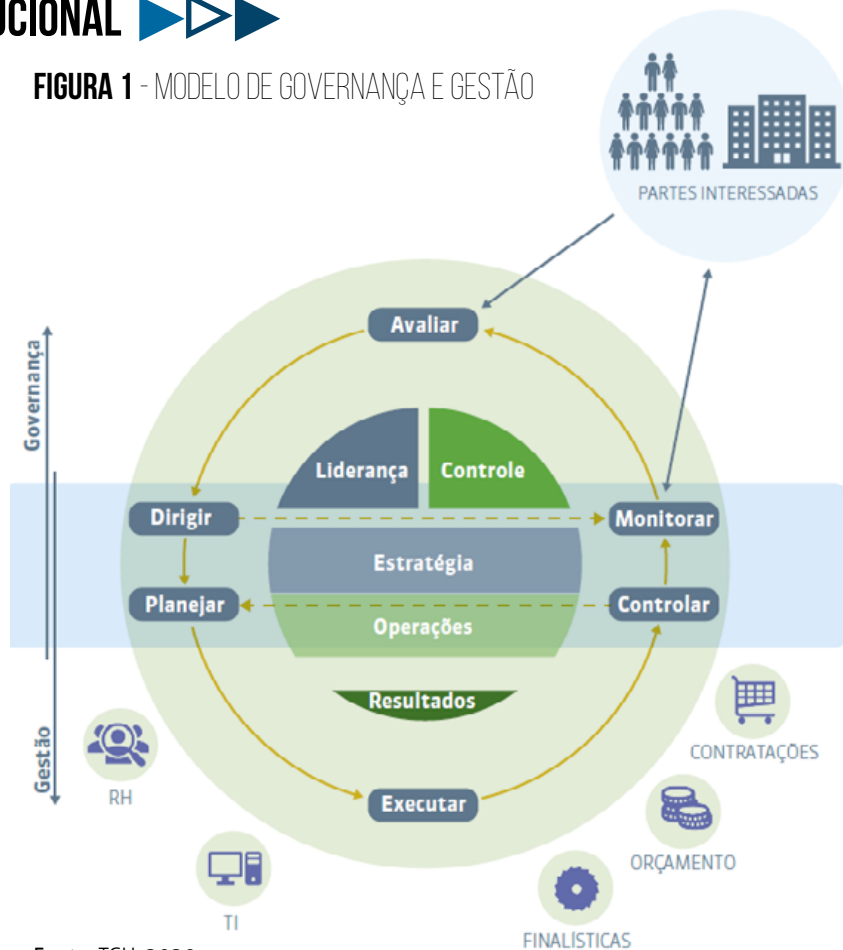 UCIONAL
FIGURA 1 - MODELO DE GOVERNANÇA E GESTÃO
PARTES INTERESSADAS
Avaliar
Governança
Liderança
Controle
Dirigir
Monitorar
Estratégia
Planejar
Controlar
Operações
Resultados
Gestão
Executar
RH
TI
CONTRATAÇÕES
ORÇAMENTO
FINALÍSTICAS